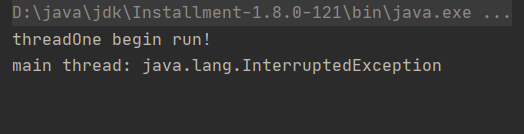 D:\java\jdk\Installment-1.8.0-121\bin\java.exe ...
threadOne begin run!
main thread: java.lang.InterruptedException